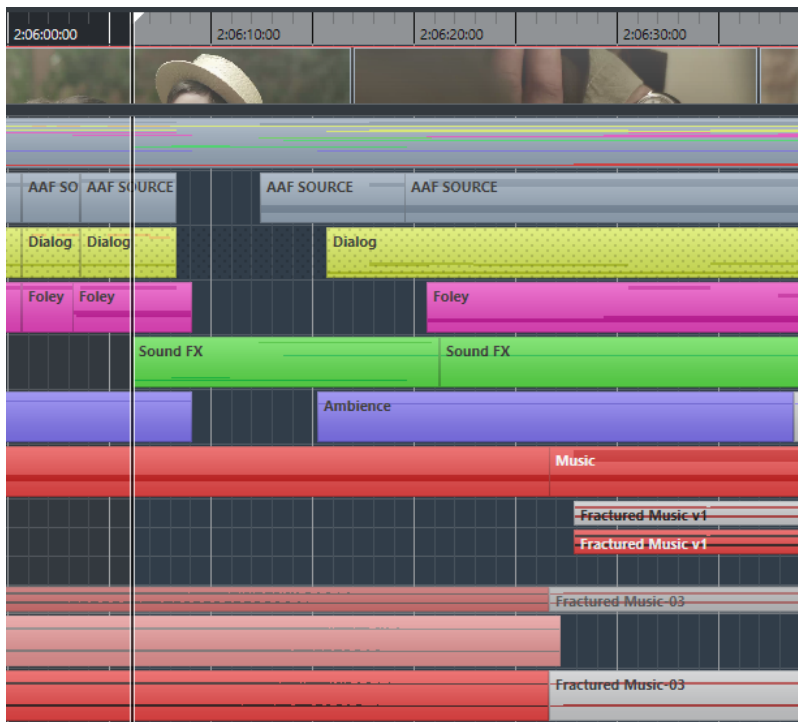 2:06:00:00 2:06:10:00 2:06:20:00 2:06:30:00
AAF SO AAF SOURCE AAF SOURCE AAF SOURCE
Dialog Dialog Dialog
Foley Foley Foley
Sound FX Sound FX
Ambience
Music
Fractured Music v1
Fractured Music v1
Fractured Music-03
Fractured Music-03